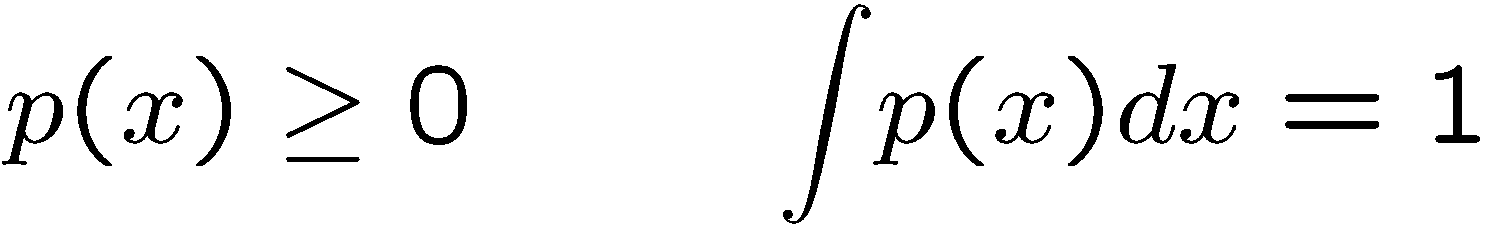 p(x) ≥ 0 ∫p(x)dx = 1